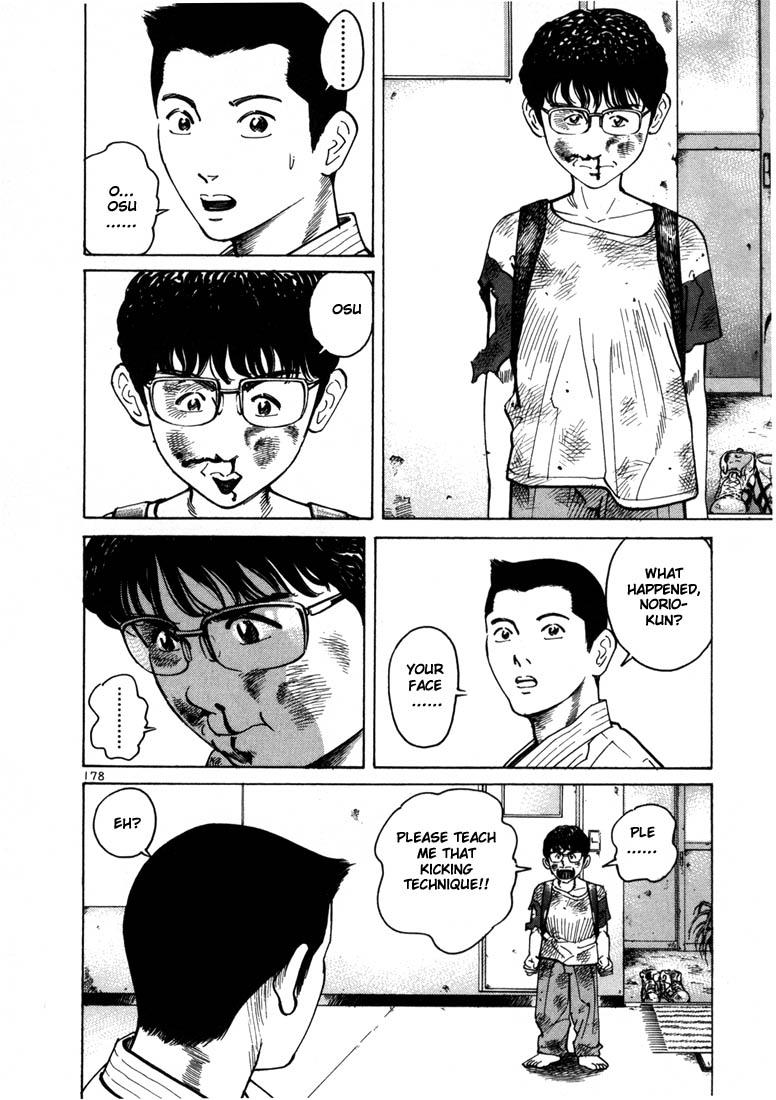 ………
O...
OSU
......
OSU
WHAT
HAPPENED,
NORIO-
KUN?
YOUR
FACE
......
………
178
PLE
......
PLEASE TEACH
ME THAT
KICKING
TECHNIQUE!!
EH?